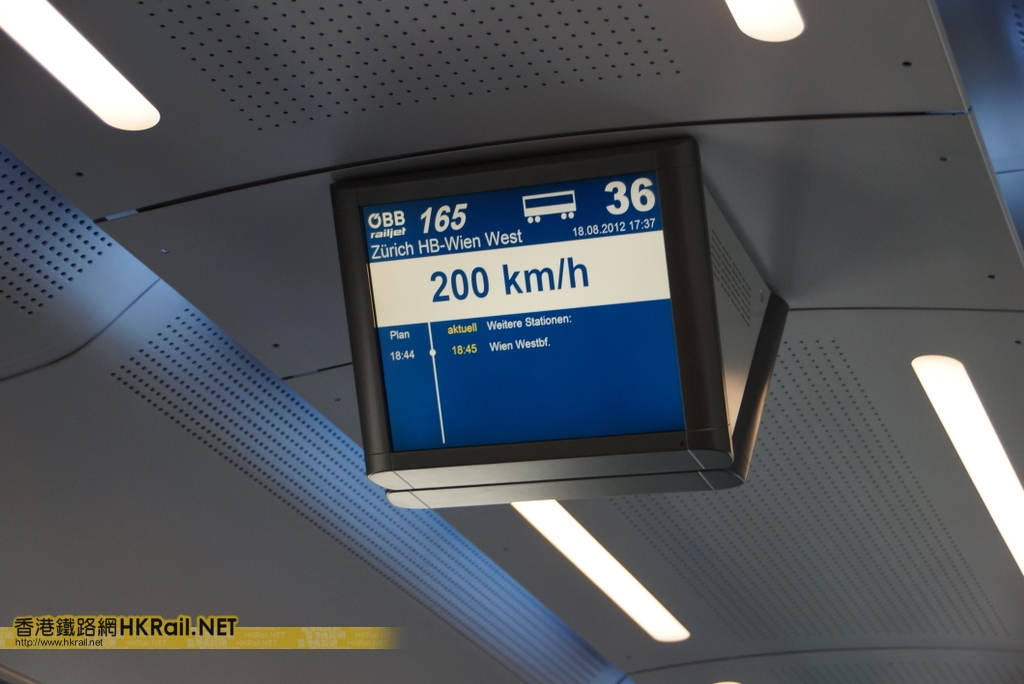 ÖBB 165 36
railjet
Zürich HB-Wien West 18.08.2012 17:37
200 km/h
Plan aktuell Weitere Stationen:
18:44 18:45 Wien Westbf.
香港鐵路網HKRail.NET
http://www.hkrail.net